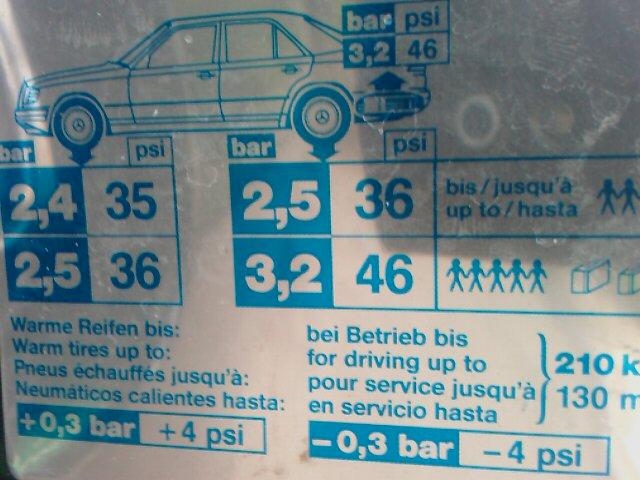 bar psi
3,2 46
bar psi bar psi
2,4 35 2,5 36 bis/jusqu'à
up to/hasta
2,5 36 3,2 46
Warme Reifen bis:
Warm tires up to:
Pneus échauffés jusqu'à:
Neumáticos calientes hasta:
+0,3 bar +4 psi
bei Betrieb bis
for driving up to
pour service jusqu'à
en servicio hasta
210 k
130 m
-0,3 bar -4 psi